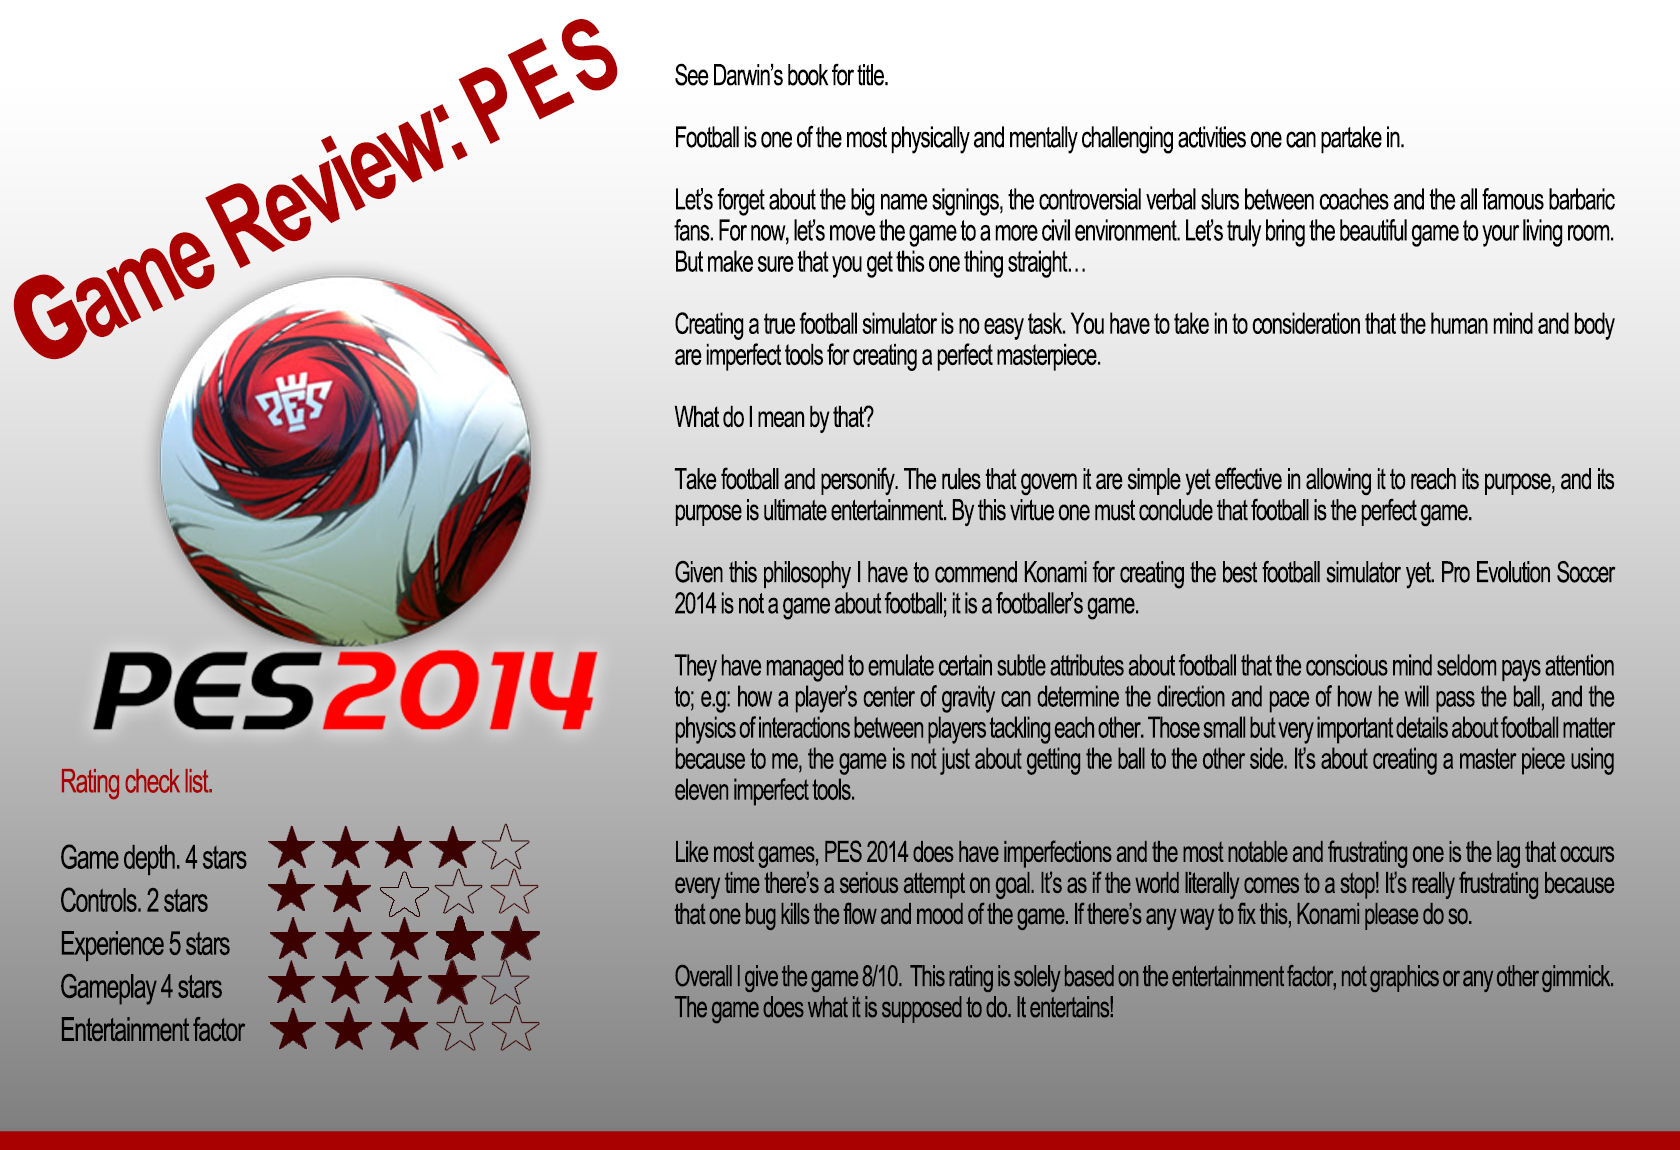 Game Review: PES
PES
PES2014
Rating check list.
Game depth. 4 stars
Controls. 2 stars
Experience 5 stars
Gameplay 4 stars
Entertainment factor
See Darwin's book for title.
Football is one of the most physically and mentally challenging activities one can partake in.
Let's forget about the big name signings, the controversial verbal slurs between coaches and the all famous barbaric
fans. For now, let's move the game to a more civil environment. Let's truly bring the beautiful game to your living room.
But make sure that you get this one thing straight…
Creating a true football simulator is no easy task. You have to take in to consideration that the human mind and body
are imperfect tools for creating a perfect masterpiece.
What do I mean by that?
Take football and personify. The rules that govern it are simple yet effective in allowing it to reach its purpose, and its
purpose is ultimate entertainment. By this virtue one must conclude that football is the perfect game.
Given this philosophy I have to commend Konami for creating the best football simulator yet. Pro Evolution Soccer
2014 is not a game about football; it is a footballer's game.
They have managed to emulate certain subtle attributes about football that the conscious mind seldom pays attention
to; e.g: how a player's center of gravity can determine the direction and pace of how he will pass the ball, and the
physics of interactions between players tackling each other. Those small but very important details about football matter
because to me, the game is not just about getting the ball to the other side. It's about creating a master piece using
eleven imperfect tools.
Like most games, PES 2014 does have imperfections and the most notable and frustrating one is the lag that occurs
every time there's a serious attempt on goal. It's as if the world literally comes to a stop! It's really frustrating because
that one bug kills the flow and mood of the game. If there's any way to fix this, Konami please do so.
Overall I give the game 8/10. This rating is solely based on the entertainment factor, not graphics or any other gimmick.
The game does what it is supposed to do. It entertains!